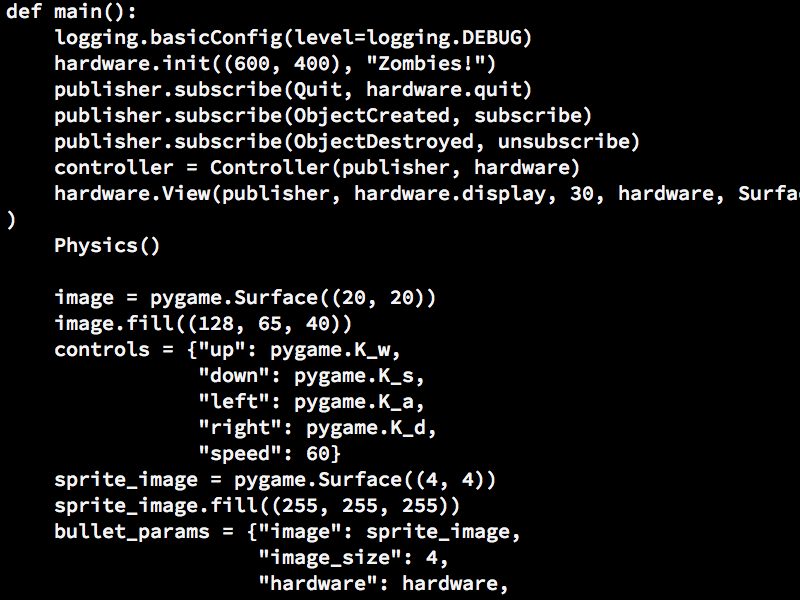 def main():
    logging.basicConfig(level=logging.DEBUG)
    hardware.init((600, 400), "Zombies!")
    publisher.subscribe(Quit, hardware.quit)
    publisher.subscribe(ObjectCreated, subscribe)
    publisher.subscribe(ObjectDestroyed, unsubscribe)
    controller = Controller(publisher, hardware)
    hardware.View(publisher, hardware.display, 30, hardware, Surfa
)
    Physics()

    image = pygame.Surface((20, 20))
    image.fill((128, 65, 40))
    controls = {"up": pygame.K_w,
                "down": pygame.K_s,
                "left": pygame.K_a,
                "right": pygame.K_d,
                "speed": 60}
    sprite_image = pygame.Surface((4, 4))
    sprite_image.fill((255, 255, 255))
    bullet_params = {"image": sprite_image,
                     "image_size": 4,
                     "hardware": hardware,